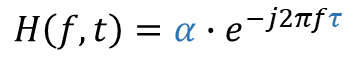 H(f,t) = α · e^{-j2πfτ}